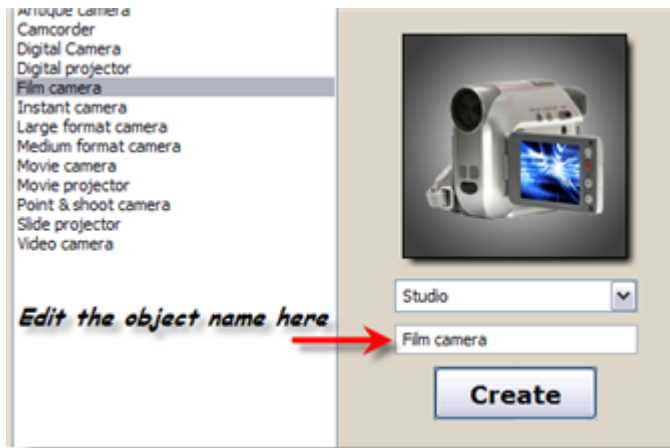 Antique camera
Camcorder
Digital Camera
Digital projector
Film camera
Instant camera
Large format camera
Medium format camera
Movie camera
Movie projector
Point & shoot camera
Slide projector
Video camera
Edit the object name here
Studio
Film camera
Create